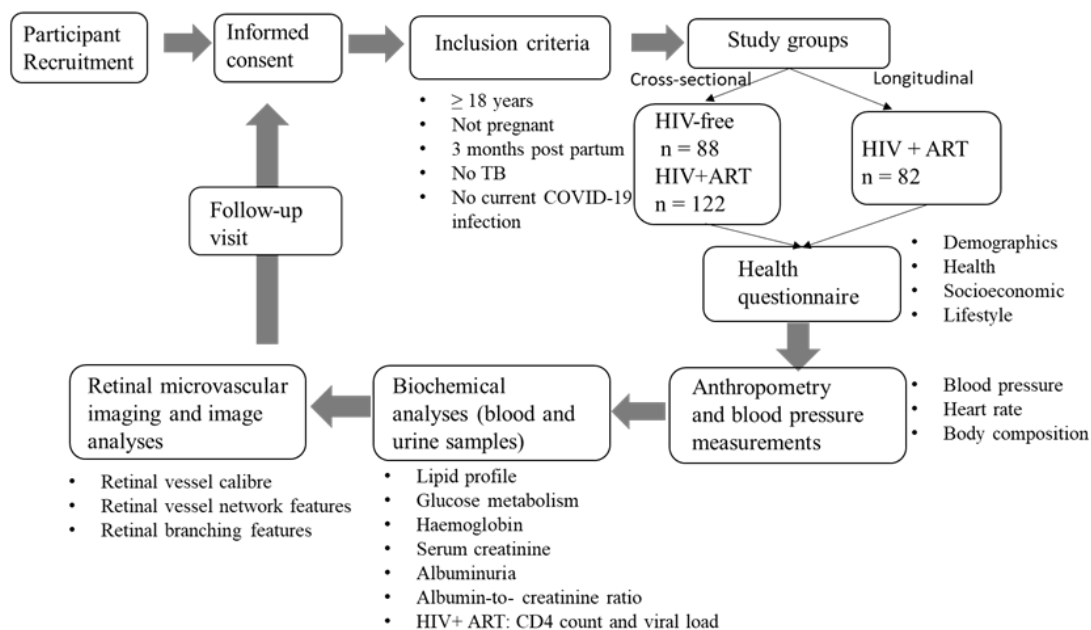 Participant
Recruitment
Informed
consent
Inclusion criteria
• ≥ 18 years
• Not pregnant
• 3 months post partum
• No TB
• No current COVID-19
infection
Study groups
Cross-sectional
Longitudinal
HIV-free
n = 88
HIV+ART
n = 122
HIV + ART
n = 82
Health
questionnaire
• Demographics
• Health
• Socioeconomic
• Lifestyle
Anthropometry
and blood pressure
measurements
• Blood pressure
• Heart rate
• Body composition
Biochemical
analyses (blood and
urine samples)
• Lipid profile
• Glucose metabolism
• Haemoglobin
• Serum creatinine
• Albuminuria
• Albumin-to- creatinine ratio
• HIV+ ART: CD4 count and viral load
Retinal microvascular
imaging and image
analyses
• Retinal vessel calibre
• Retinal vessel network features
• Retinal branching features
Follow-up
visit